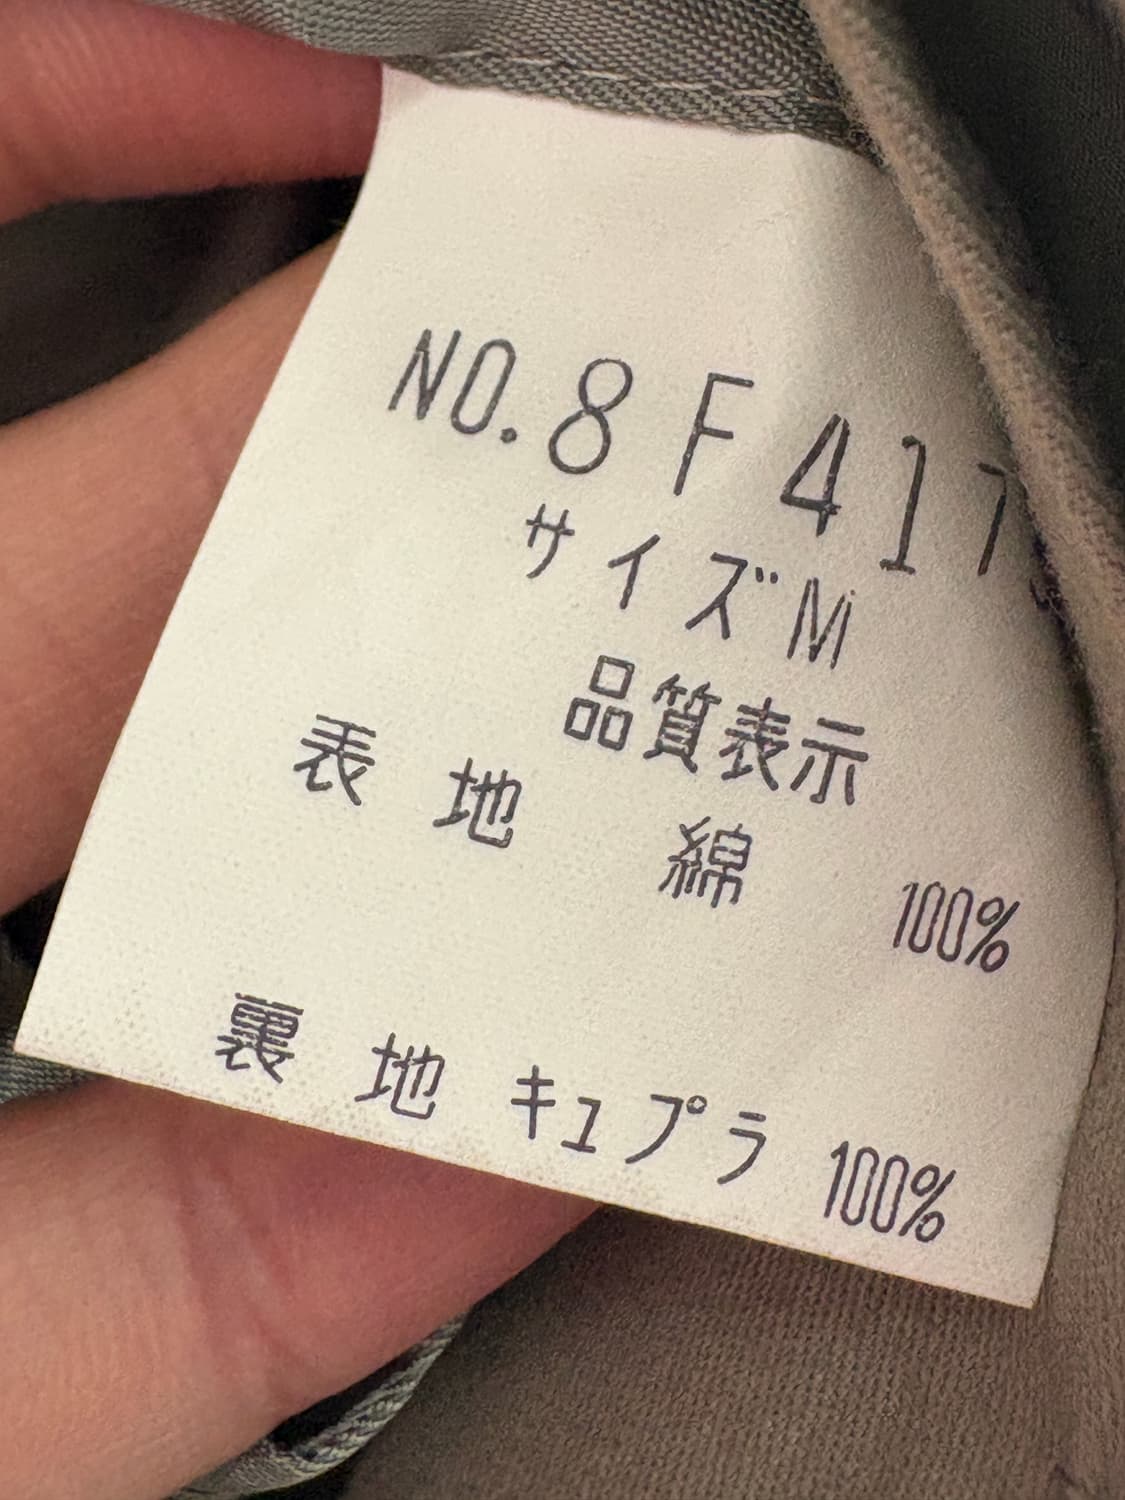 NO.8F417
サイズM
品質表示
表地 綿 100%
裏地 キュプラ 100%